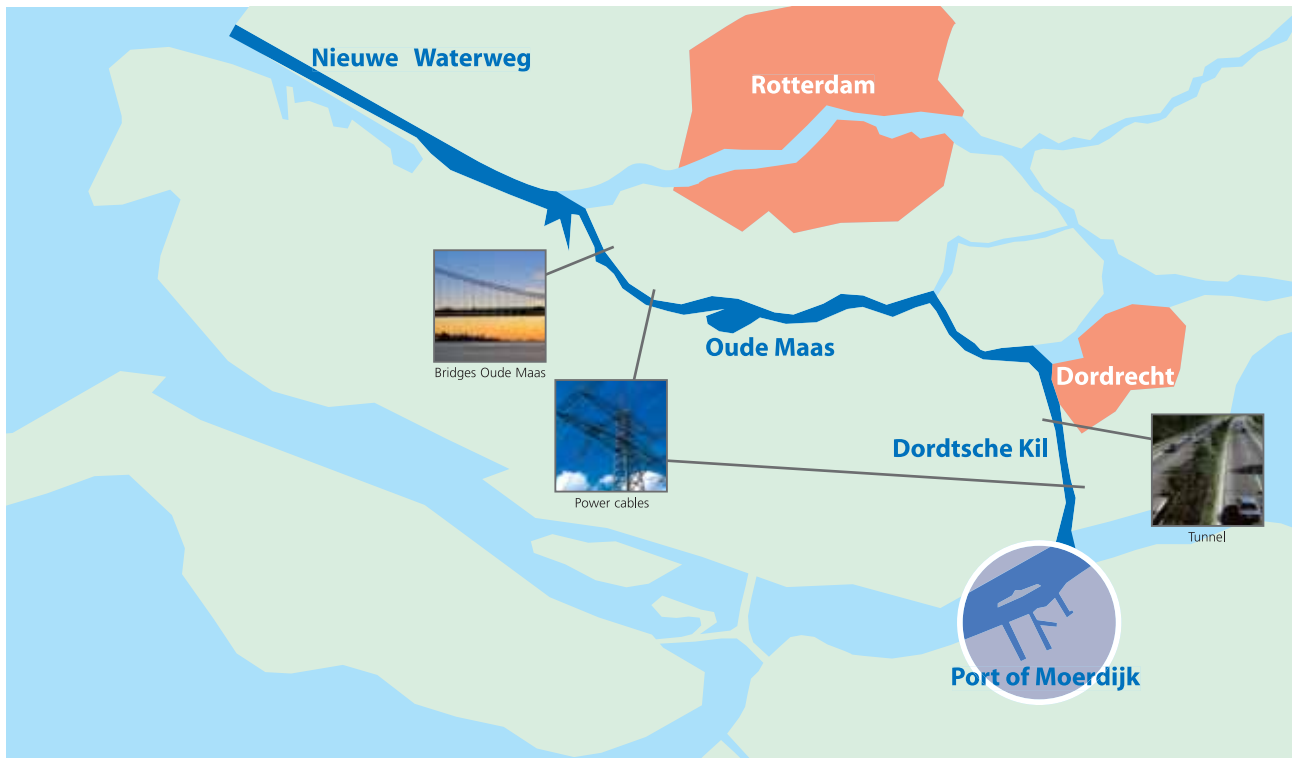 Nieuwe Waterweg
Rotterdam
Bridges Oude Maas
Oude Maas
Dordrecht
Dordtsche Kil
Power cables
Tunnel
Port of Moerdijk